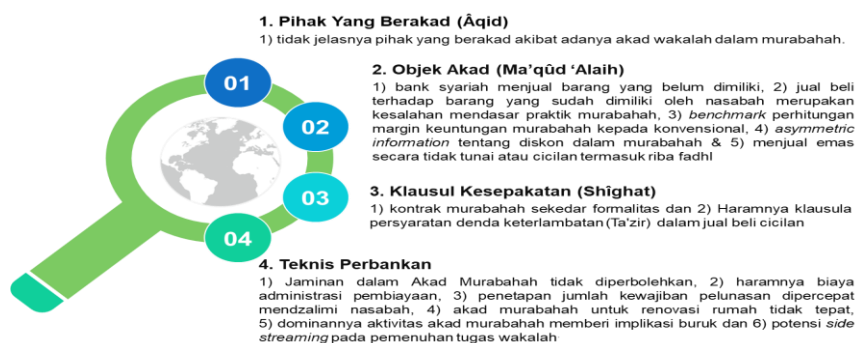 1. Pihak Yang Berakad (Âqid)
1) tidak jelasnya pihak yang berakad akibat adanya akad wakalah dalam murabahah.
01
2. Objek Akad (Ma'qûd 'Alaih)
1) bank syariah menjual barang yang belum dimiliki, 2) jual beli
terhadap barang yang sudah dimiliki oleh nasabah merupakan
kesalahan mendasar praktik murabahah, 3) benchmark perhitungan
margin keuntungan murabahah kepada konvensional, 4) asymmetric
information tentang diskon dalam murabahah & 5) menjual emas
secara tidak tunai atau cicilan termasuk riba fadhl
02
3. Klausul Kesepakatan (Shîghat)
1) kontrak murabahah sekedar formalitas dan 2) Haramnya klausula
persyaratan denda keterlambatan (Ta'zir) dalam jual beli cicilan
03
04
4. Teknis Perbankan
1) Jaminan dalam Akad Murabahah tidak diperbolehkan, 2) haramnya biaya
administrasi pembiayaan, 3) penetapan jumlah kewajiban pelunasan dipercepat
mendzalimi nasabah, 4) akad murabahah untuk renovasi rumah tidak tepat,
5) dominannya aktivitas akad murabahah memberi implikasi buruk dan 6) potensi side
streaming pada pemenuhan tugas wakalah